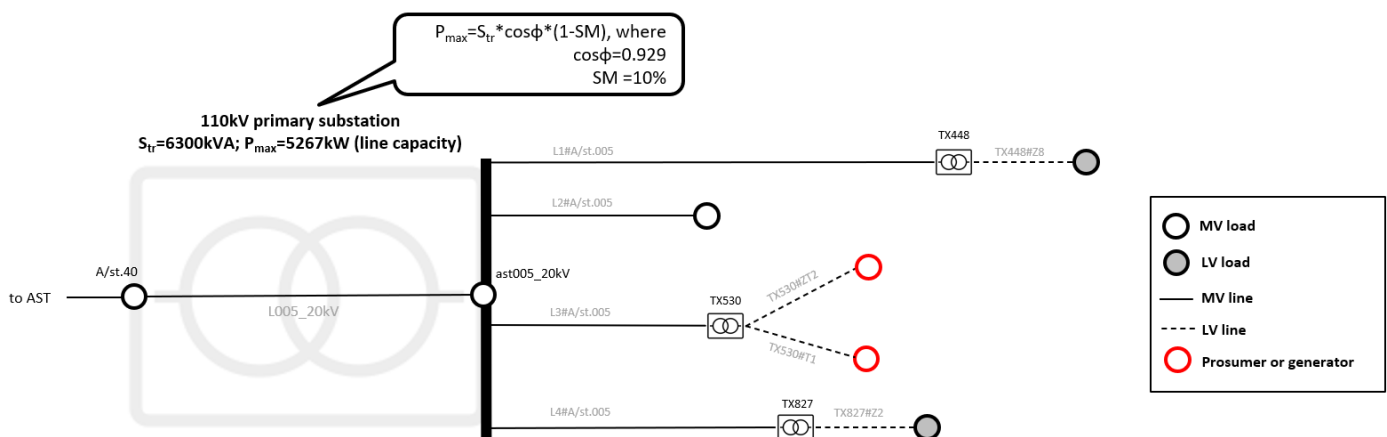 P_max=S_tr*cosϕ*(1-SM), where
cosϕ=0.929
SM =10%
110kV primary substation
S_tr=6300kVA; P_max=5267kW (line capacity)
TX448
L1#A/st.005
TX448#Z8
L2#A/st.005
MV load
LV load
MV line
LV line
Prosumer or generator
A/st.40
ast005_20kV
to AST
L005_20kV
L3#A/st.005
TX530
TX530#ZT2
TX530#T1
L4#A/st.005
TX827
TX827#Z2